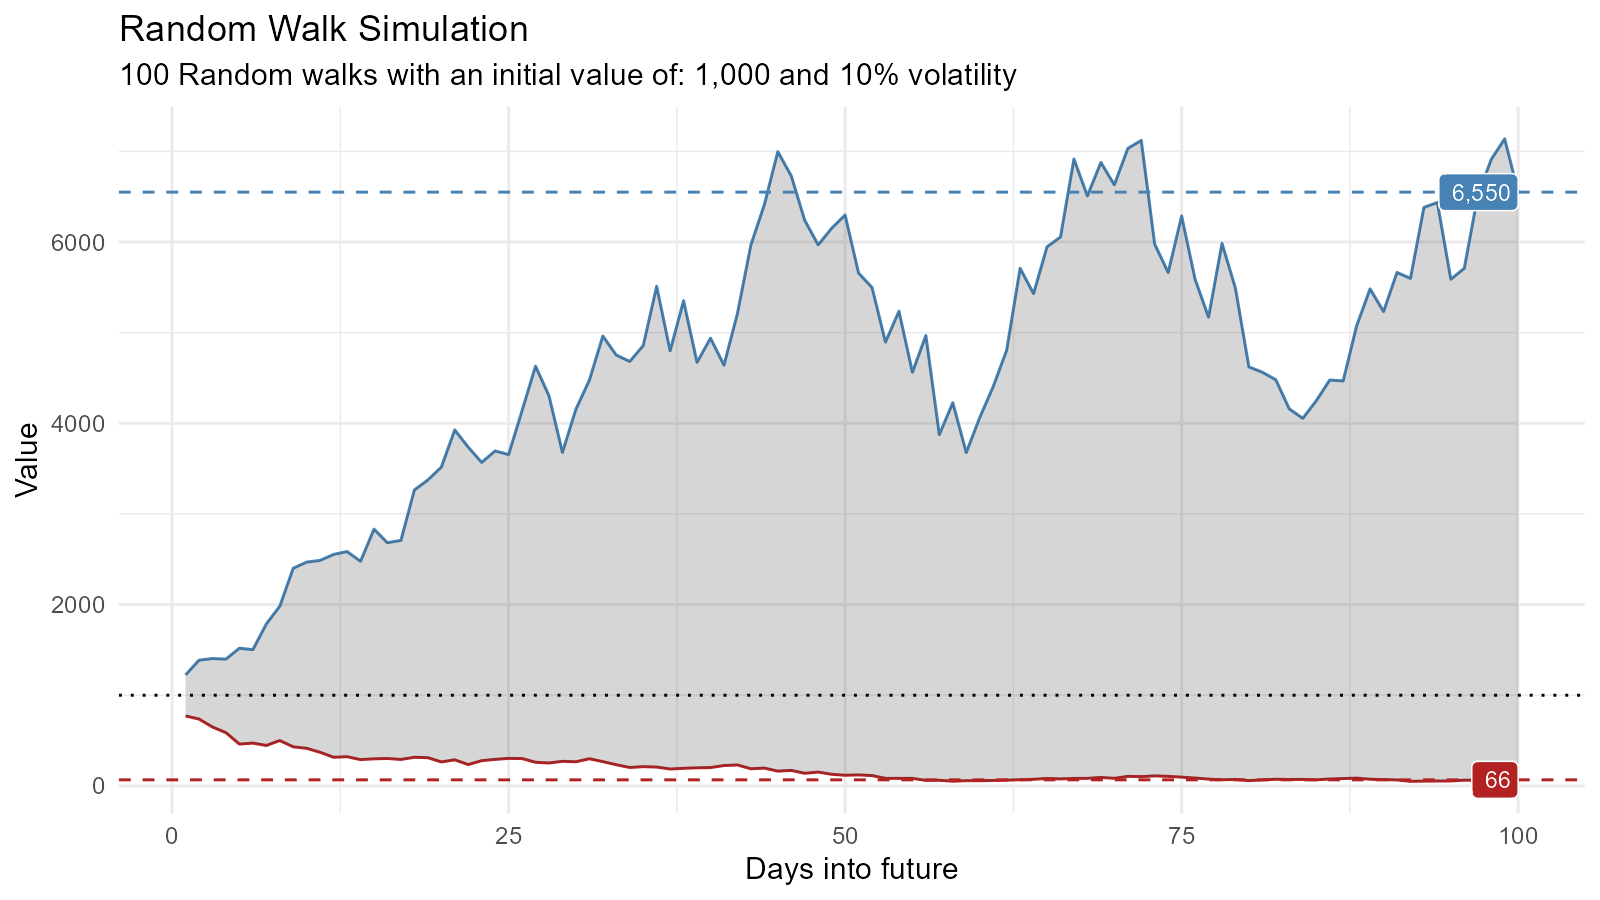 Random Walk Simulation
100 Random walks with an initial value of: 1,000 and 10% volatility
Value
6000
4000
2000
0
6,550
66
0
25
50
75
100
Days into future